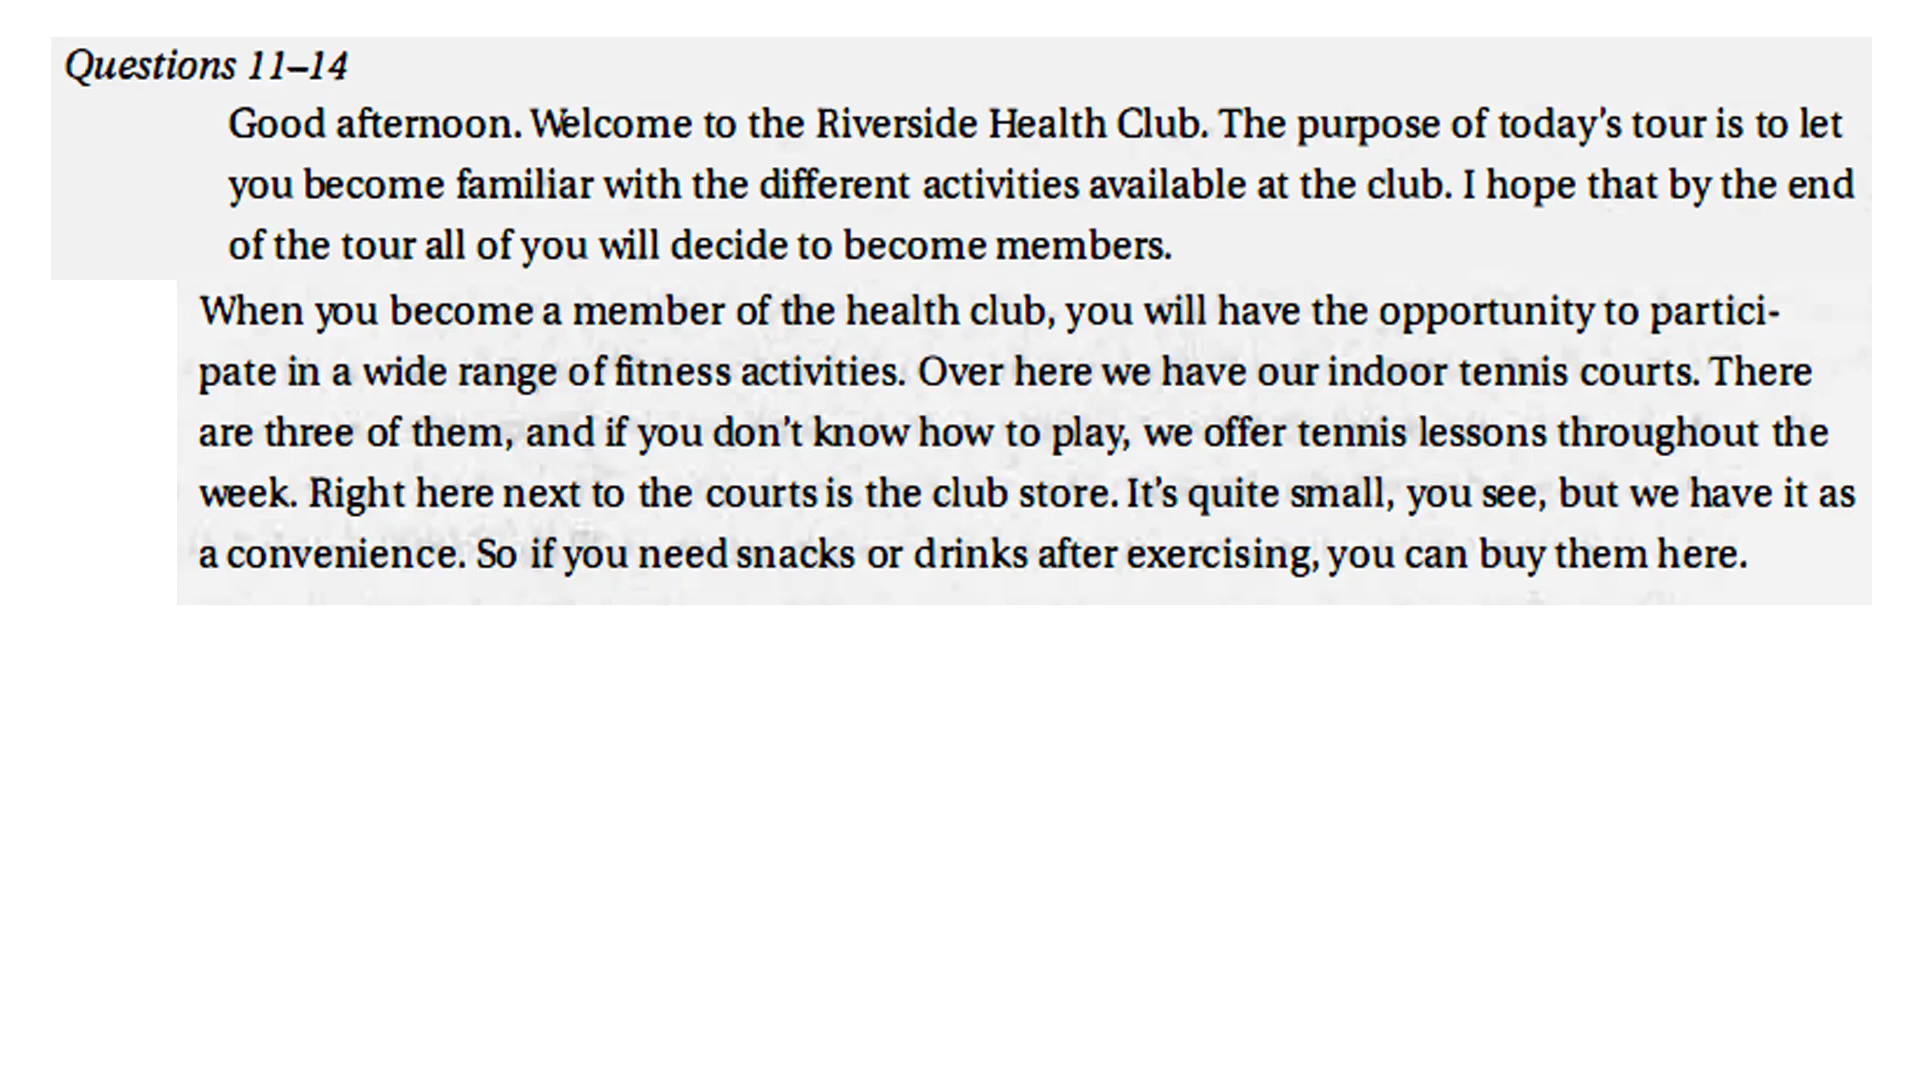 Questions 11–14
Good afternoon. Welcome to the Riverside Health Club. The purpose of today’s tour is to let
you become familiar with the different activities available at the club. I hope that by the end
of the tour all of you will decide to become members.
When you become a member of the health club, you will have the opportunity to partici-
pate in a wide range of fitness activities. Over here we have our indoor tennis courts. There
are three of them, and if you don’t know how to play, we offer tennis lessons throughout the
week. Right here next to the courts is the club store. It’s quite small, you see, but we have it as
a convenience. So if you need snacks or drinks after exercising, you can buy them here.